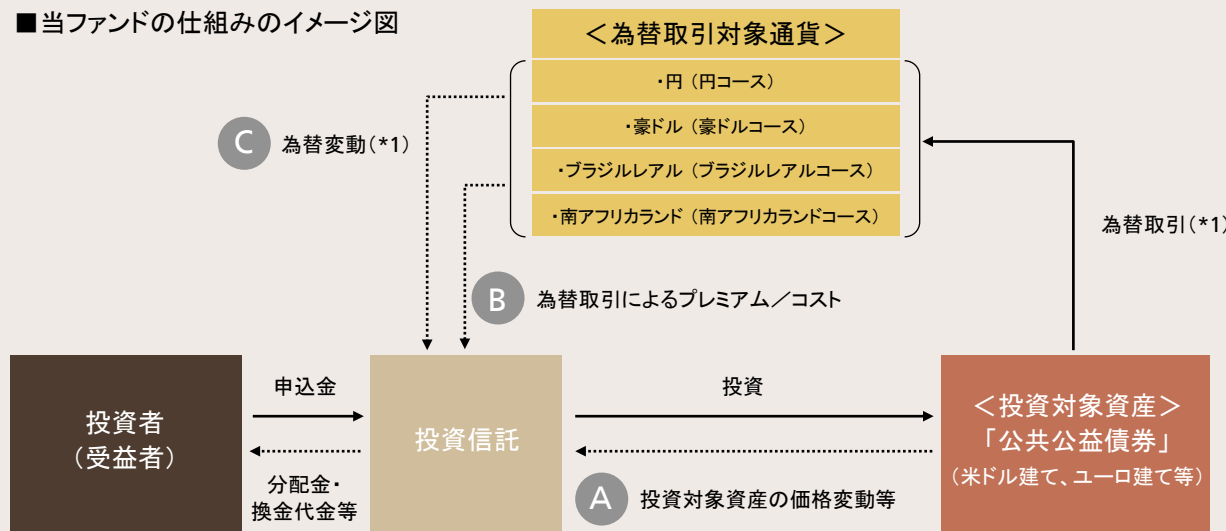 ■当ファンドの仕組みのイメージ図
＜為替取引対象通貨＞
・円（円コース）
・豪ドル（豪ドルコース）
・ブラジルレアル（ブラジルレアルコース）
・南アフリカランド（南アフリカランドコース）
C 為替変動（*1）
為替取引（*1）
B 為替取引によるプレミアム／コスト
投資者
（受益者）
申込金
分配金・
換金代金等
投資信託
投資
A 投資対象資産の価格変動等
＜投資対象資産＞
「公共公益債券」
（米ドル建て、ユーロ建て等）